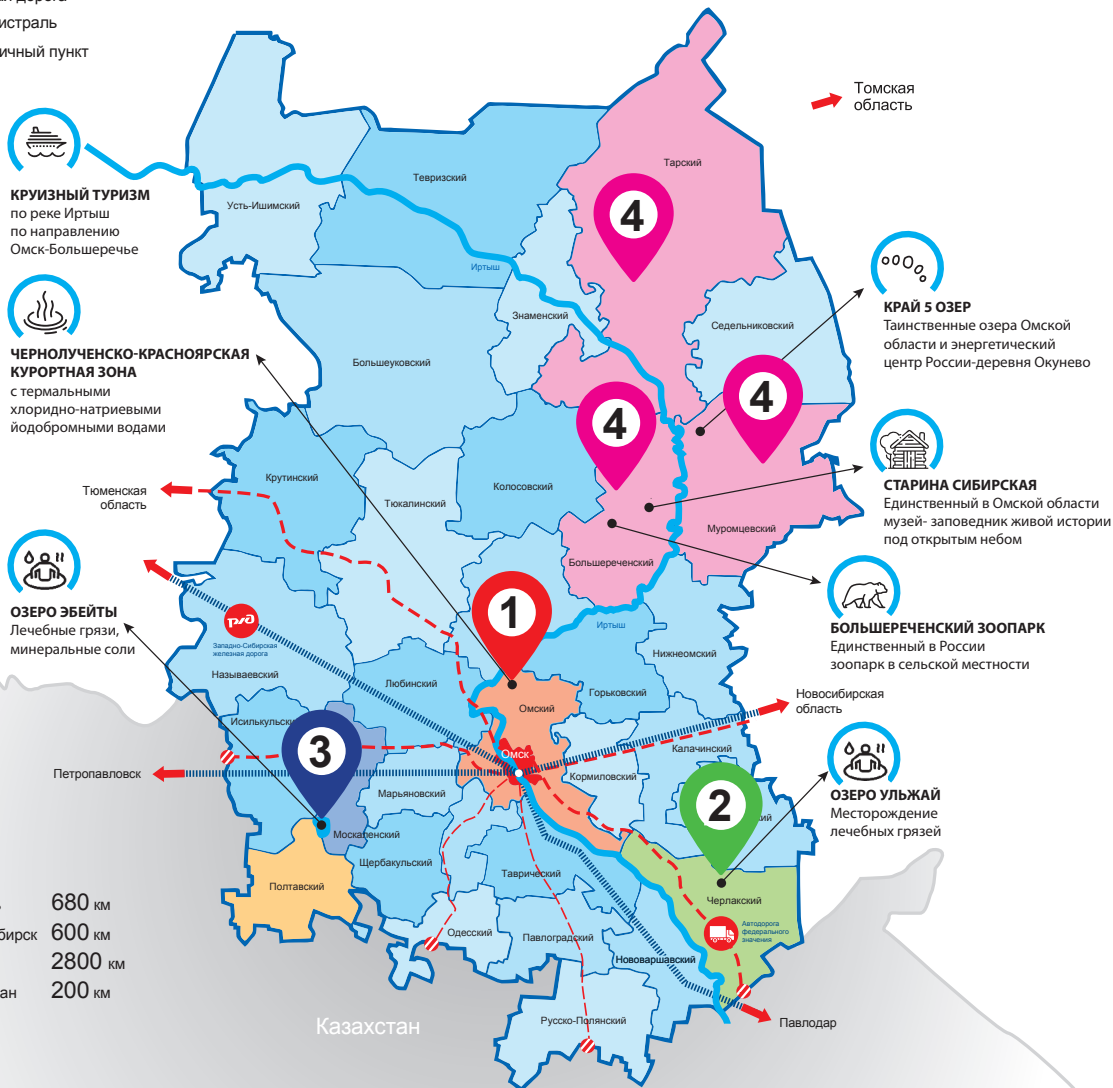 истраль
ичный пункт
Томская
область
КРУИЗНЫЙ ТУРИЗМ
по реке Иртыш
по направлению
Омск-Большеречье
Тарский
Тевризский
Усть-Ишимский
4
Иртыш
КРАЙ 5 ОЗЕР
Таинственные озера Омской
области и энергетический
центр России-деревня Окунево
Знаменский
Седельниковский
ЧЕРНОЛУЧЕНСКО-КРАСНОЯРСКАЯ
КУРОРТНАЯ ЗОНА
с термальными
хлоридно-натриевыми
йодобромными водами
Большеуковский
4
4
СТАРИНА СИБИРСКАЯ
Единственный в Омской области
музей- заповедник живой истории
под открытым небом
Крутинский
Колосовский
Тюкалинский
Тюменская
область
Муромцевский
Большереченский
ОЗЕРО ЭБЕЙТЫ
Лечебные грязи,
минеральные соли
1
Иртыш
БОЛЬШЕРЕЧЕНСКИЙ ЗООПАРК
Единственный в России
зоопарк в сельской местности
ржд
Западно-Сибирская
железная дорога
Нижнеомский
Называевский
Любинский
Омский
Горьковский
Новосибирская
область
Исилькульски
3
Омск
Калачинский
Петропавловск
Кормиловский
Марьяновский
2
ОЗЕРО УЛЬЖАЙ
Месторождение
лечебных грязей
Москаленский
Щербакульский
Таврический
Полтавский
Черлакский
Автодорога
федерального
значения
680 км
бирск 600 км
2800 км
ан 200 км
Одесский
Павлоградский
Нововаршавский
Казахстан
Русско-Полянский
Павлодар